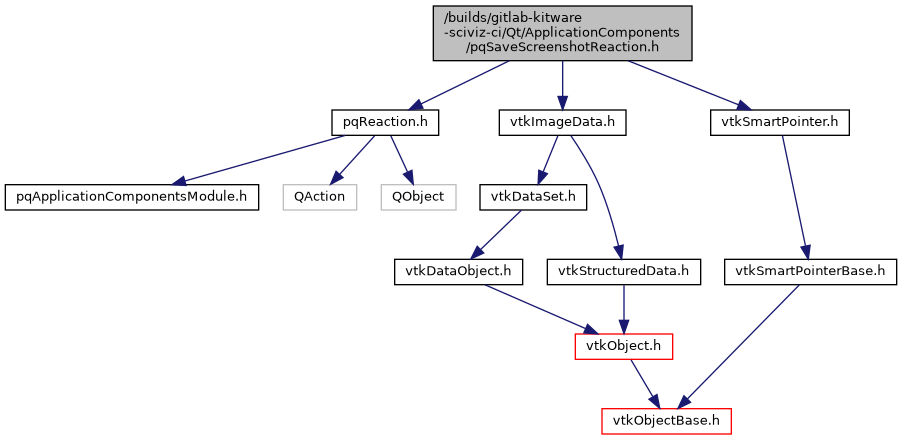 /builds/gitlab-kitware
-sciviz-ci/Qt/ApplicationComponents
/pqSaveScreenshotReaction.h
pqReaction.h
vtkImageData.h
vtkSmartPointer.h
pqApplicationComponentsModule.h
QAction
QObject
vtkDataSet.h
vtkDataObject.h
vtkStructuredData.h
vtkSmartPointerBase.h
vtkObject.h
vtkObjectBase.h